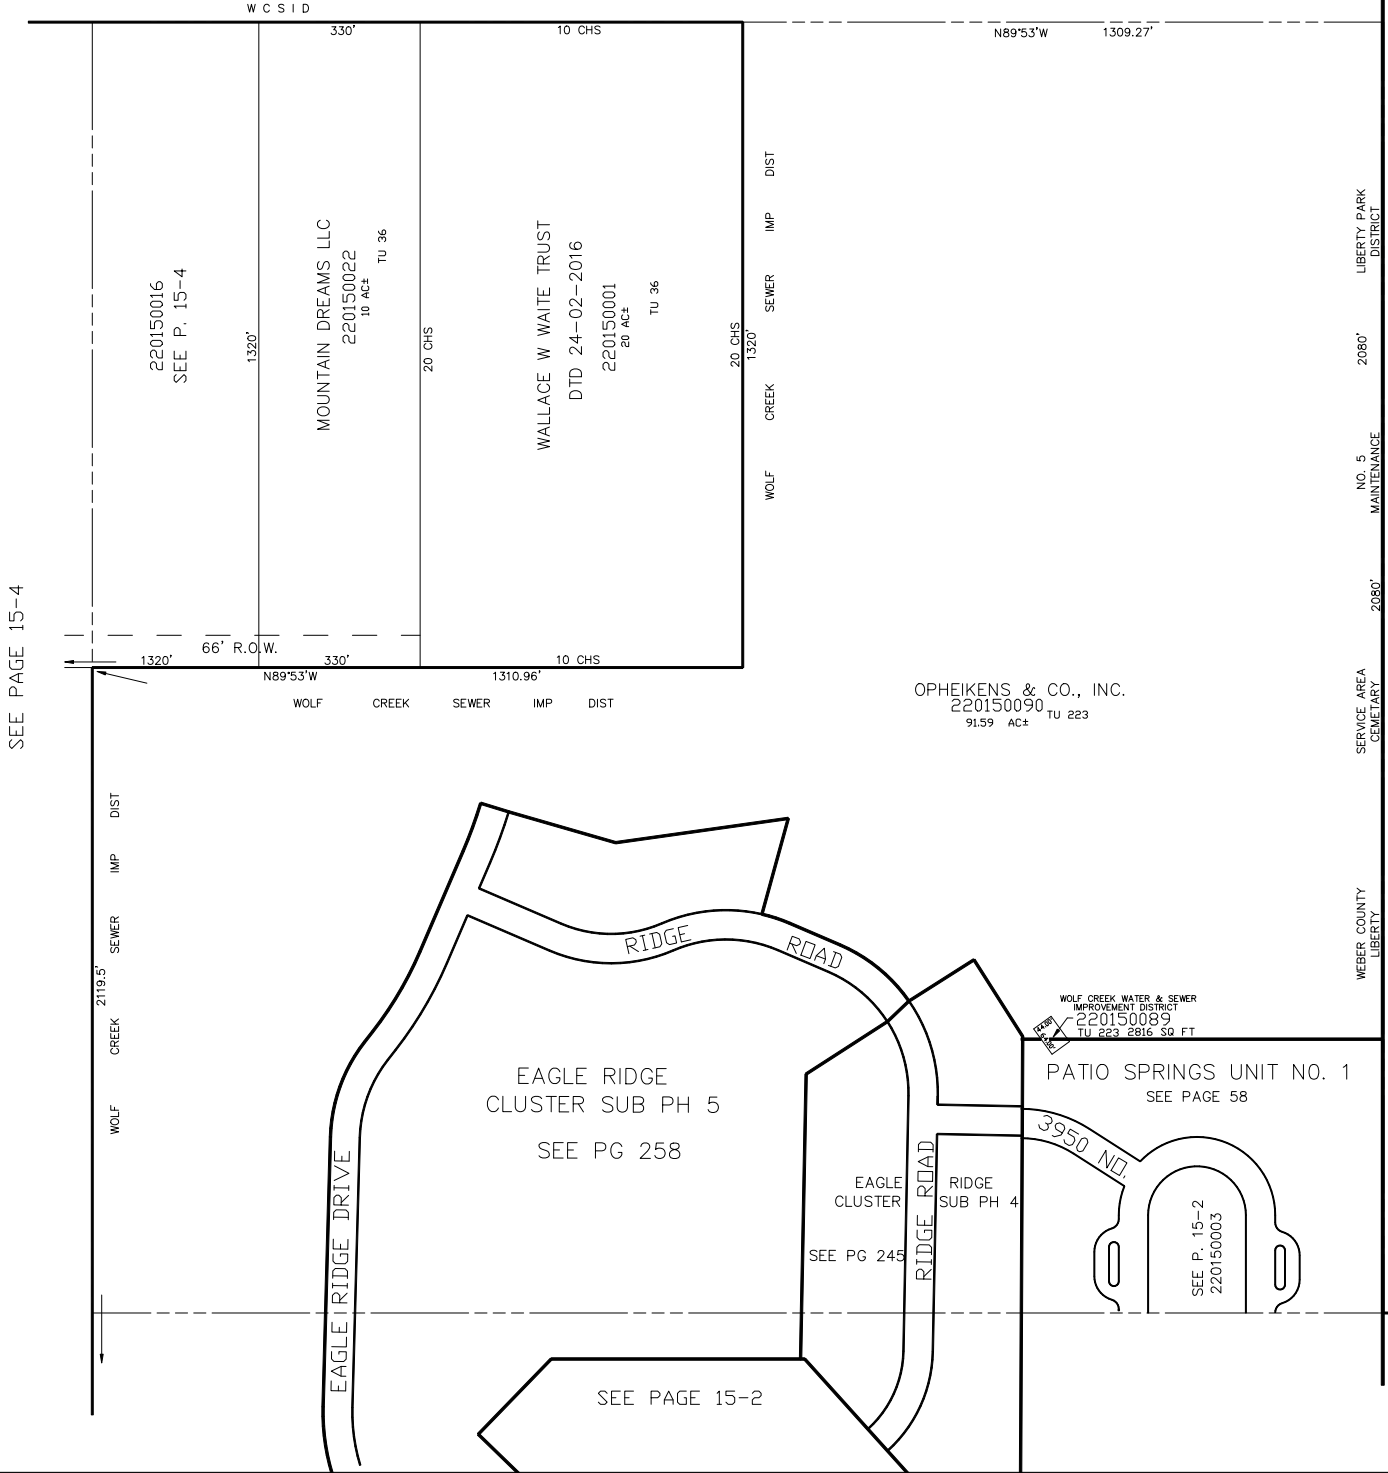 W C S I D
330'
10 CHS
N89°53'W
1309.27'
220150016
SEE P. 15-4
1320'
MOUNTAIN DREAMS LLC
220150022
10 AC±
TU 36
20 CHS
WALLACE W WAITE TRUST
DTD 24-02-2016
220150001
20 AC±
TU 36
20 CHS
1320'
WOLF CREEK SEWER IMP DIST
LIBERTY PARK
DISTRICT
2080'
NO. 5
MAINTENANCE
2080'
SERVICE AREA
CEMETARY
WEBER COUNTY
LIBERTY
SEE PAGE 15-4
66' R.O.W.
1320'
330'
10 CHS
N89°53'W
1310.96'
WOLF CREEK SEWER IMP DIST
OPHEIKENS & CO., INC.
220150090 TU 223
91.59 AC±
WOLF CREEK SEWER IMP DIST
2119.5'
RIDGE ROAD
WOLF CREEK WATER & SEWER
IMPROVEMENT DISTRICT
220150089
TU 223 2816 SQ FT
44.00'
64.00'
PATIO SPRINGS UNIT NO. 1
SEE PAGE 58
3950 NO.
EAGLE RIDGE
CLUSTER SUB PH 5
SEE PG 258
EAGLE RIDGE DRIVE
EAGLE RIDGE
CLUSTER SUB PH 4
SEE PG 245
RIDGE ROAD
SEE P. 15-2
220150003
SEE PAGE 15-2